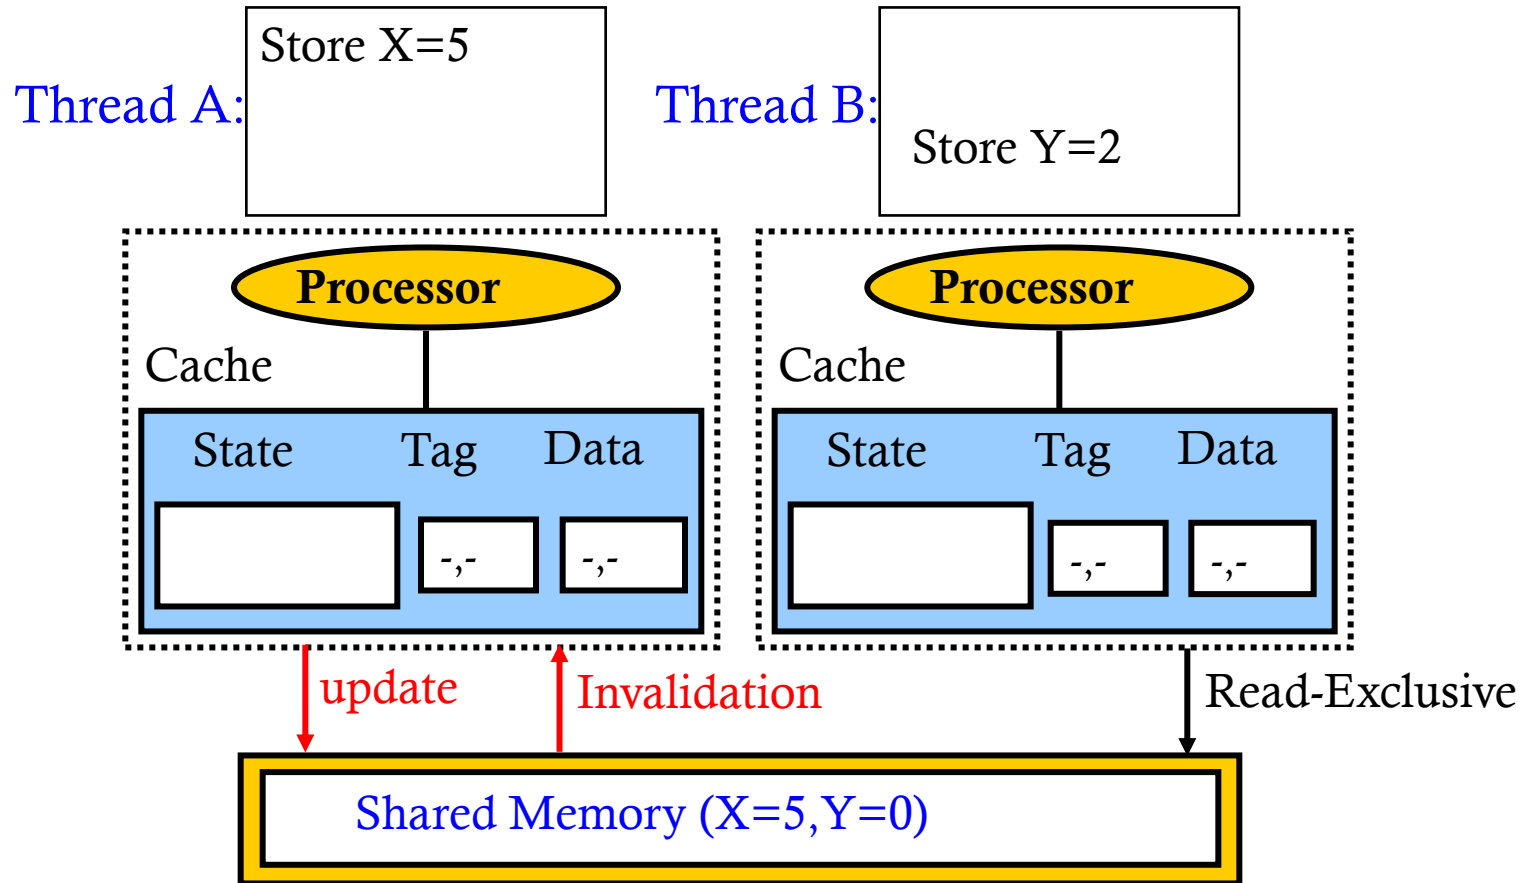 Store X=5
Thread A:
Thread B:
Store Y=2
Processor
Processor
Cache
Cache
State Tag Data
State Tag Data
-,- -,-
-,- -,-
update
Invalidation
Read-Exclusive
Shared Memory (X=5,Y=0)